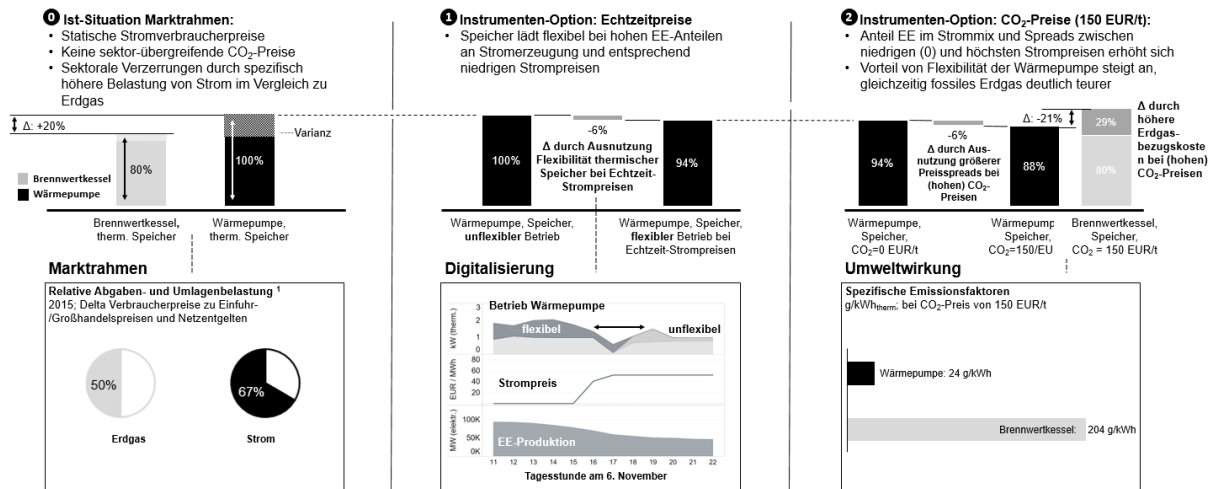 0 Ist-Situation Marktrahmen:
• Statische Stromverbraucherpreise
• Keine sektor-übergreifende CO₂-Preise
• Sektorale Verzerrungen durch spezifisch
höhere Belastung von Strom im Vergleich zu
Erdgas
Δ: +20%
80%
100%
Varianz
Brennwertkessel
Wärmepumpe
Brennwertkessel,
therm. Speicher
Wärmepumpe,
therm. Speicher
Marktrahmen
Relative Abgaben- und Umlagenbelastung ¹
2015; Delta Verbraucherpreise zu Einfuhr-
/Großhandelspreisen und Netzentgelten
50%
67%
Erdgas
Strom
1 Instrumenten-Option: Echtzeitpreise
• Speicher lädt flexibel bei hohen EE-Anteilen
an Stromerzeugung und entsprechend
niedrigen Strompreisen
100%
-6%
Δ durch Ausnutzung
Flexibilität thermischer
Speicher bei Echtzeit-
Strompreisen
94%
Wärmepumpe, Speicher,
unflexibler Betrieb
Wärmepumpe, Speicher,
flexibler Betrieb bei
Echtzeit-Strompreisen
Digitalisierung
Betrieb Wärmepumpe
kW (therm.)
3
2
1
0
flexibel
unflexibel
EUR / MWh
80
60
40
20
Strompreis
MW (elektr.)
100K
50K
0K
EE-Produktion
11 12 13 14 15 16 17 18 19 20 21 22
Tagesstunde am 6. November
2 Instrumenten-Option: CO₂-Preise (150 EUR/t):
• Anteil EE im Strommix und Spreads zwischen
niedrigen (0) und höchsten Strompreisen erhöht sich
• Vorteil von Flexibilität der Wärmepumpe steigt an,
gleichzeitig fossiles Erdgas deutlich teurer
94%
-6%
Δ durch Aus-
nutzung größerer
Preisspreads bei
(hohen) CO₂-
Preisen
88%
Δ: -21%
29%
80%
Δ durch
höhere
Erdgas-
bezugskoste
n bei (hohen)
CO₂-Preisen
Wärmepumpe,
Speicher,
CO₂=0 EUR/t
Wärmepump
Speicher,
CO₂=150/EU
Brennwertkessel,
Speicher,
CO₂ = 150 EUR/t
Umweltwirkung
Spezifische Emissionsfaktoren
g/kWhtherm; bei CO₂-Preis von 150 EUR/t
Wärmepumpe: 24 g/kWh
Brennwertkessel: 204 g/kWh